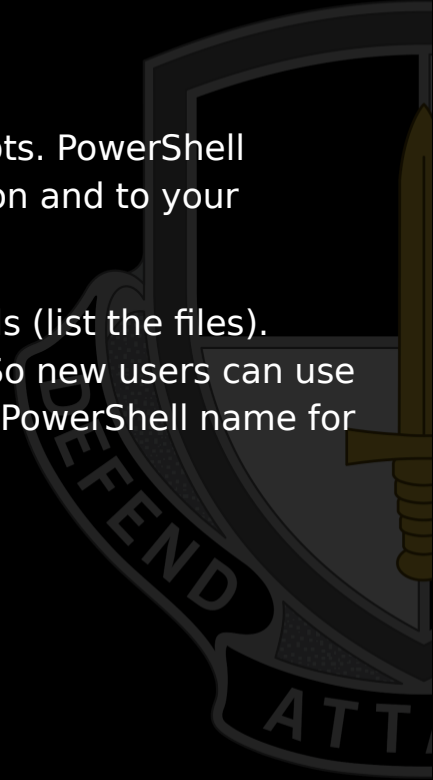 ots. PowerShell
on and to your
s (list the files).
So new users can use
PowerShell name for
DEFEND
ATTA